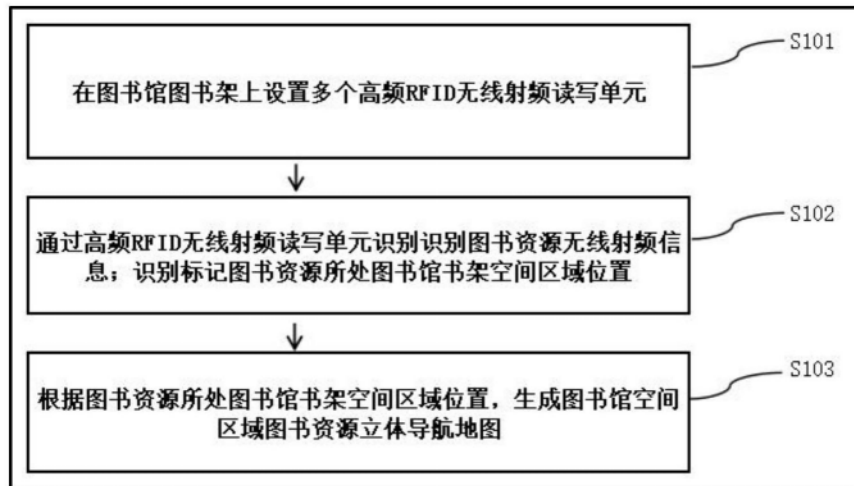 S101
在图书馆图书架上设置多个高频RFID无线射频读写单元
S102
通过高频RFID无线射频读写单元识别识别图书资源无线射频信
息；识别标记图书资源所处图书馆书架空间区域位置
S103
根据图书资源所处图书馆书架空间区域位置，生成图书馆空间
区域图书资源立体导航地图